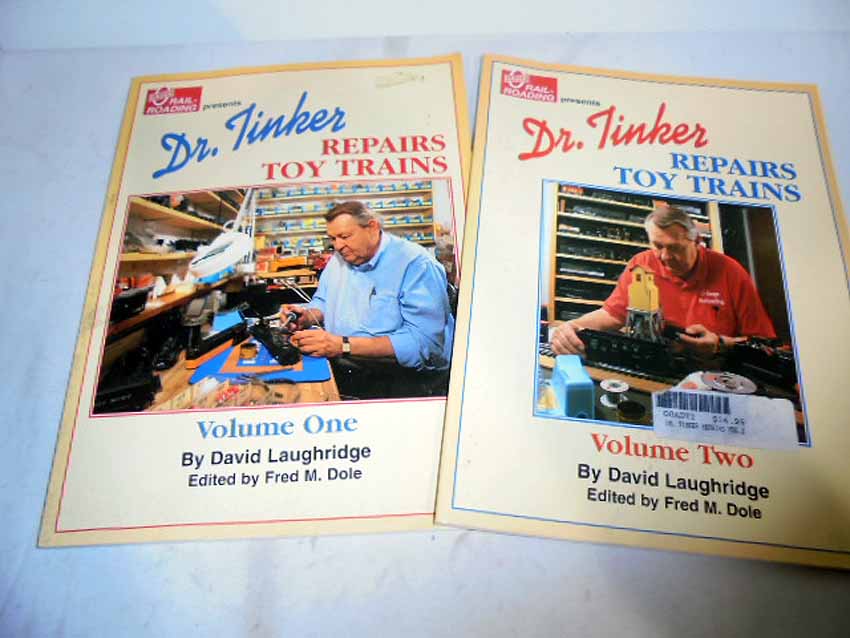 RAIL-
ROADING
presents
Dr. Tinker
REPAIRS
TOY TRAINS
Volume One
By David Laughridge
Edited by Fred M. Dole
RAIL-
ROADING
presents
Dr. Tinker
REPAIRS
TOY TRAINS
$14.95
Volume Two
By David Laughridge
Edited by Fred M. Dole